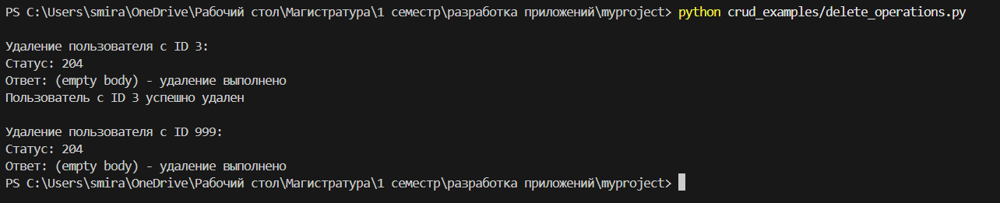 PS C:\Users\smira\OneDrive\Рабочий стол\Магистратура\1 семестр\разработка приложений\myproject> python crud_examples/delete_operations.py
Удаление пользователя с ID 3:
Статус: 204
Ответ: (empty body) - удаление выполнено
Пользователь с ID 3 успешно удален
Удаление пользователя с ID 999:
Статус: 204
Ответ: (empty body) - удаление выполнено
PS C:\Users\smira\OneDrive\Рабочий стол\Магистратура\1 семестр\разработка приложений\myproject>